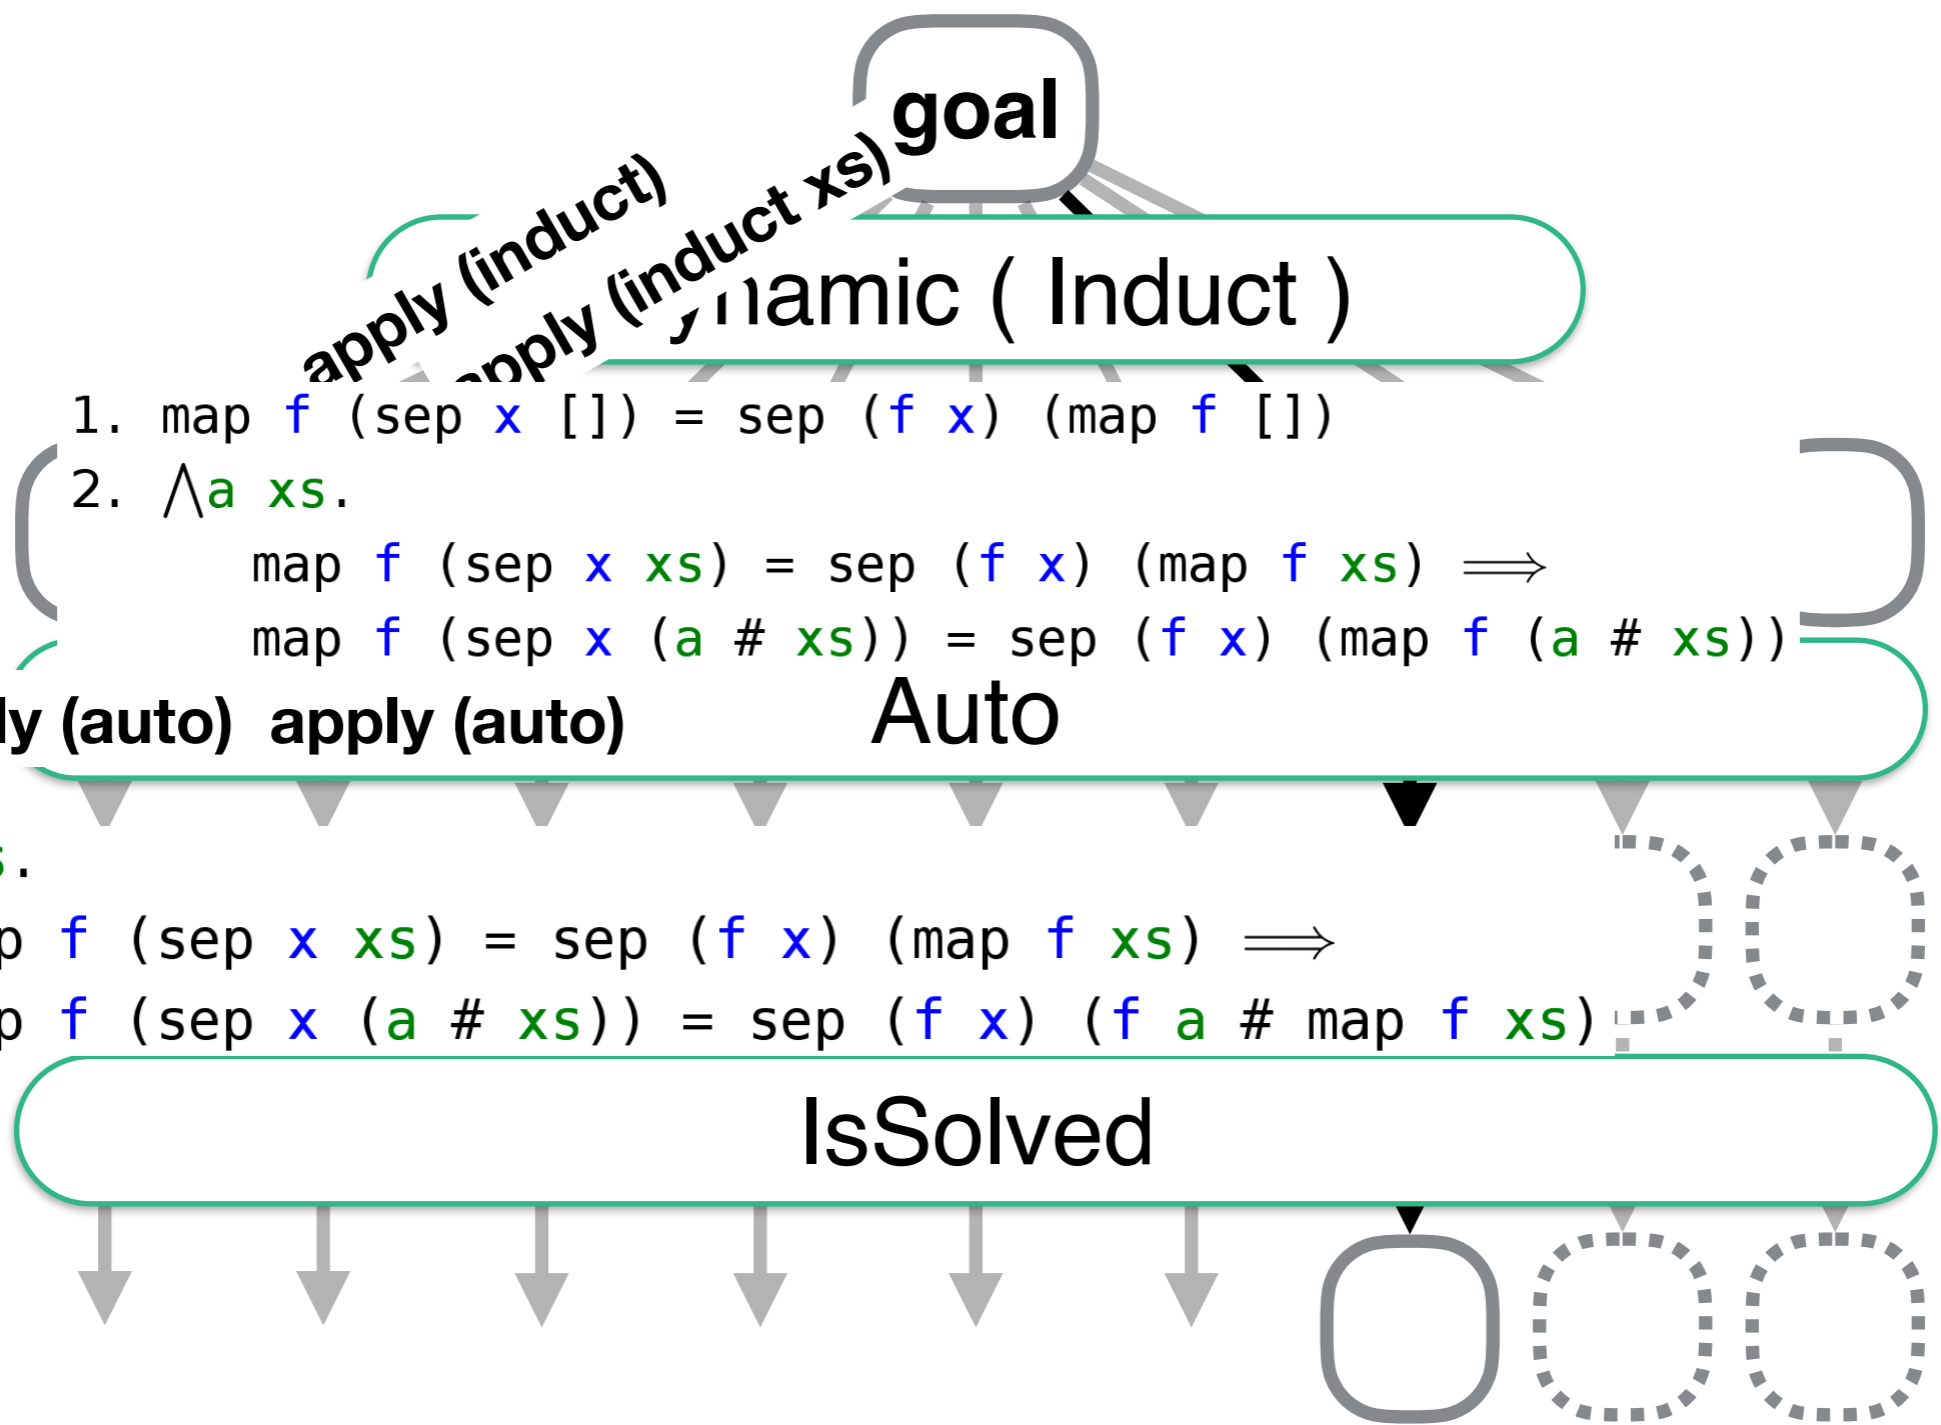 goal
apply (induct)
apply (induct xs)
namic ( Induct )
1. map f (sep x []) = sep (f x) (map f [])
2. ⋀a xs.
map f (sep x xs) = sep (f x) (map f xs) ⟹
map f (sep x (a # xs)) = sep (f x) (map f (a # xs))
ly (auto) apply (auto)
Auto
s.
p f (sep x xs) = sep (f x) (map f xs) ⟹
p f (sep x (a # xs)) = sep (f x) (f a # map f xs)
IsSolved